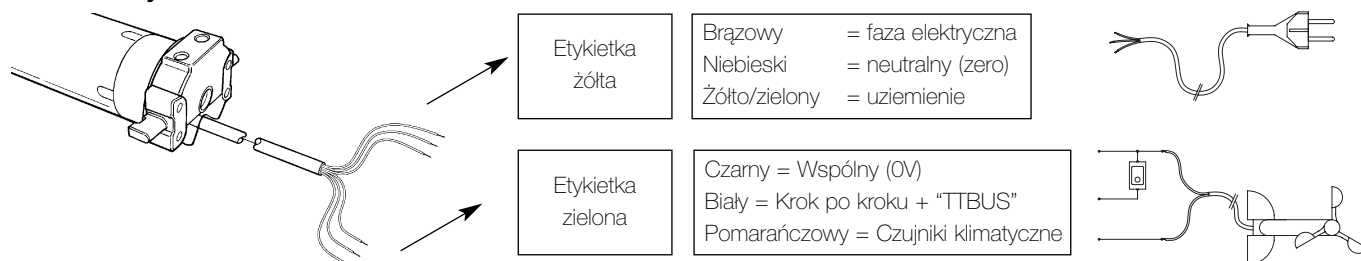 Etykietka
żółta
Brązowy = faza elektryczna
Niebieski = neutralny (zero)
Żółto/zielony = uziemienie
Etykietka
zielona
Czarny = Wspólny (0V)
Biały = Krok po kroku + “TTBUS”
Pomarańczowy = Czujniki klimatyczne